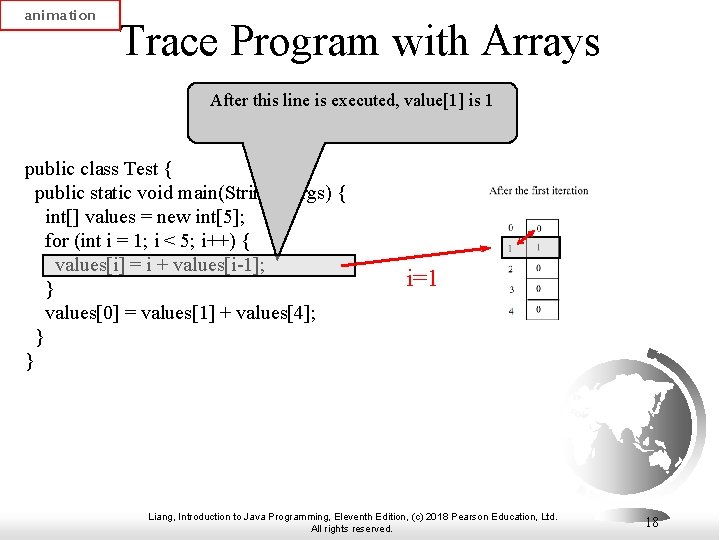 animation
Trace Program with Arrays
After this line is executed, value[1] is 1
public class Test {
public static void main(Stri gs) {
int[] values = new int[5];
for (int i = 1; i < 5; i++) {
values[i] = i + values[i-1];
}
values[0] = values[1] + values[4];
}
}
i=1
After the first iteration
0 0
1 1
2 0
3 0
4 0
Liang, Introduction to Java Programming, Eleventh Edition, (c) 2018 Pearson Education, Ltd.
All rights reserved.
18